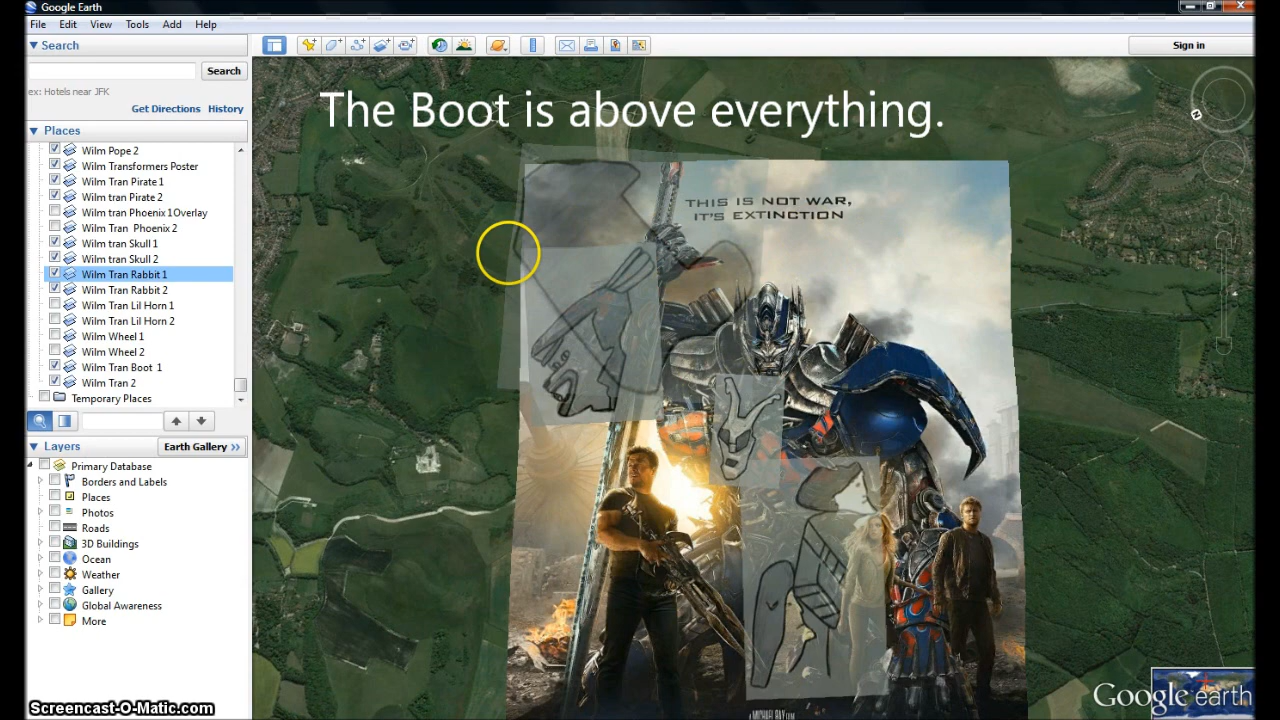 Google Earth
File Edit View Tools Add Help
Search
Sign in
Search
ex: Hotels near JFK
Get Directions History
The Boot is above everything.
Places
Wilm Pope 2
Wilm Transformers Poster
Wilm Tran Pirate 1
Wilm tran Pirate 2
Wilm tran Phoenix 1Overlay
Wilm Tran Phoenix 2
Wilm tran Skull 1
Wilm tran Skull 2
Wilm Tran Rabbit 1
Wilm Tran Rabbit 2
Wilm Tran Lil Horn 1
Wilm Tran Lil Horn 2
Wilm Wheel 1
Wilm Wheel 2
Wilm Tran Boot 1
Wilm Tran 2
Temporary Places
THIS IS NOT WAR,
IT'S EXTINCTION
Layers Earth Gallery >>
Primary Database
Borders and Labels
Places
Photos
Roads
3D Buildings
Ocean
Weather
Gallery
Global Awareness
More
Screencast-O-Matic.com
Google earth